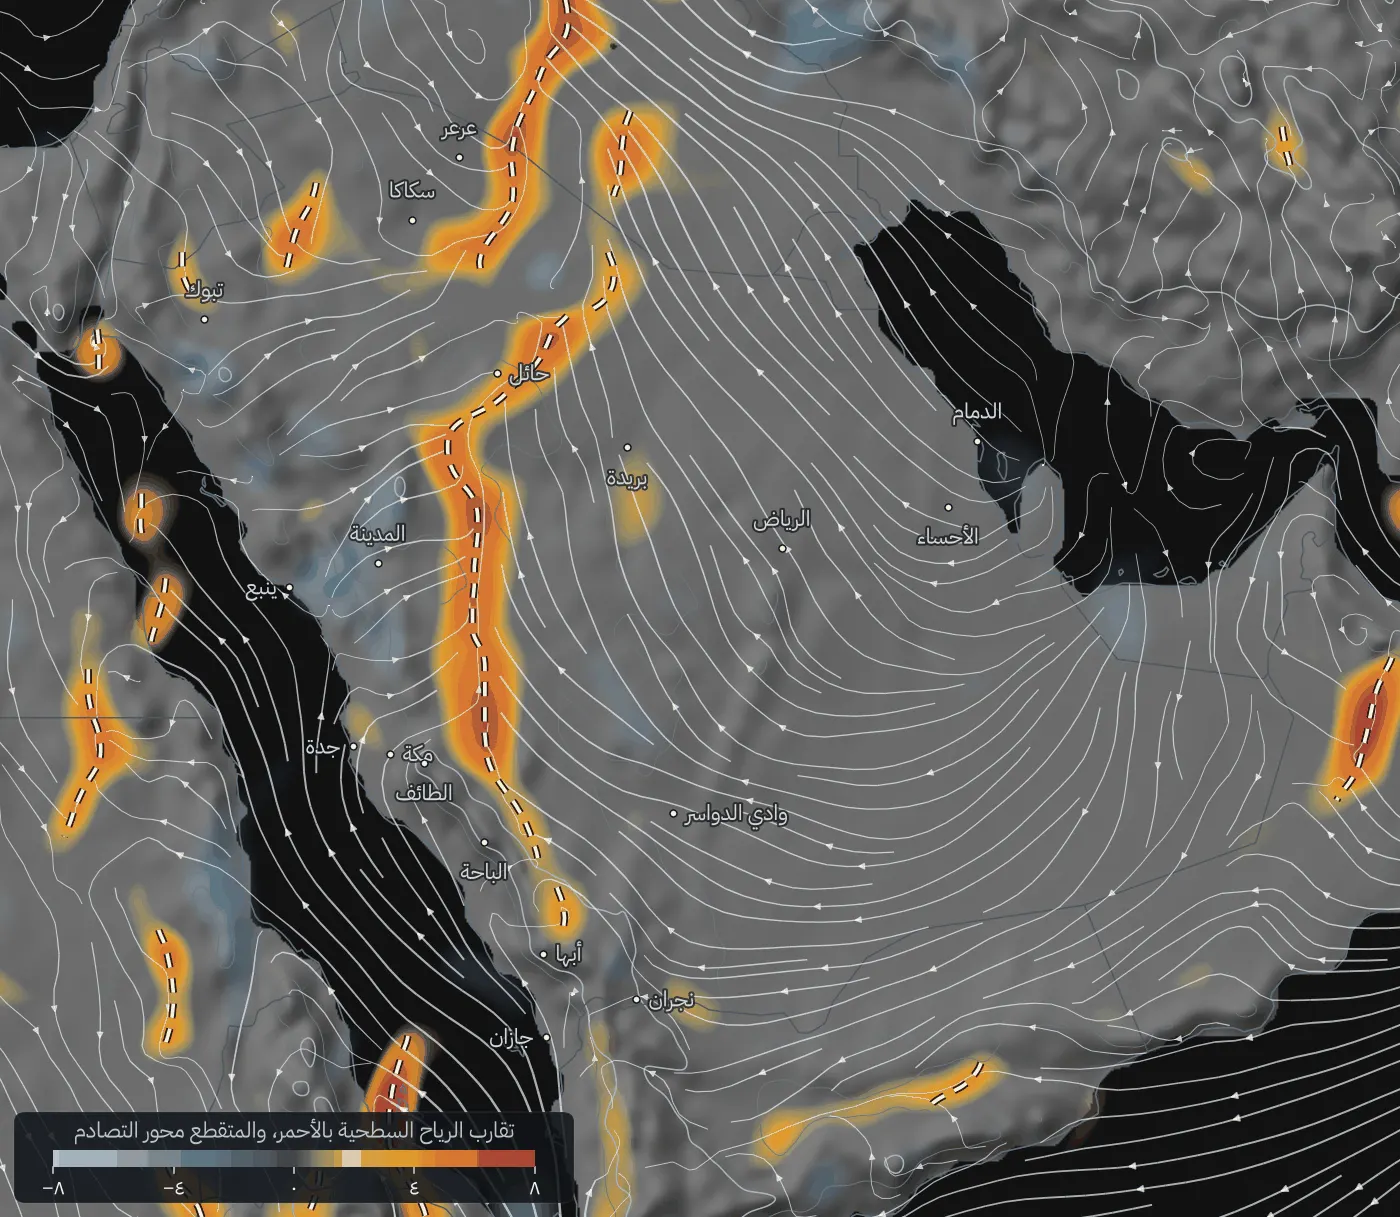 عرعر
سكاكا
تبوك
حائل
الدمام
بريدة
الرياض
الأحساء
المدينة
ينبع
جدة
مكة
الطائف
وادي الدواسر
الباحة
أبها
نجران
جازان
تقارب الرياح السطحية بالأحمر، والمتقطع محور التصادم
−٨ −٤ ٠ ٤ ٨